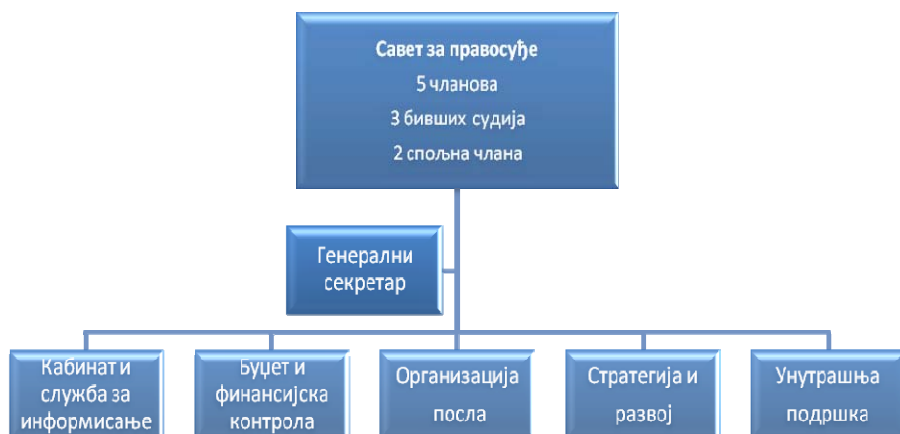 Савет за правосуђе
5 чланова
3 бивших судија
2 спољна члана
Генерални
секретар
Кабинат и
служба за
информисање
Буџет и
финансијска
контрола
Организација
посла
Стратегија и
развој
Унутрашња
подршка